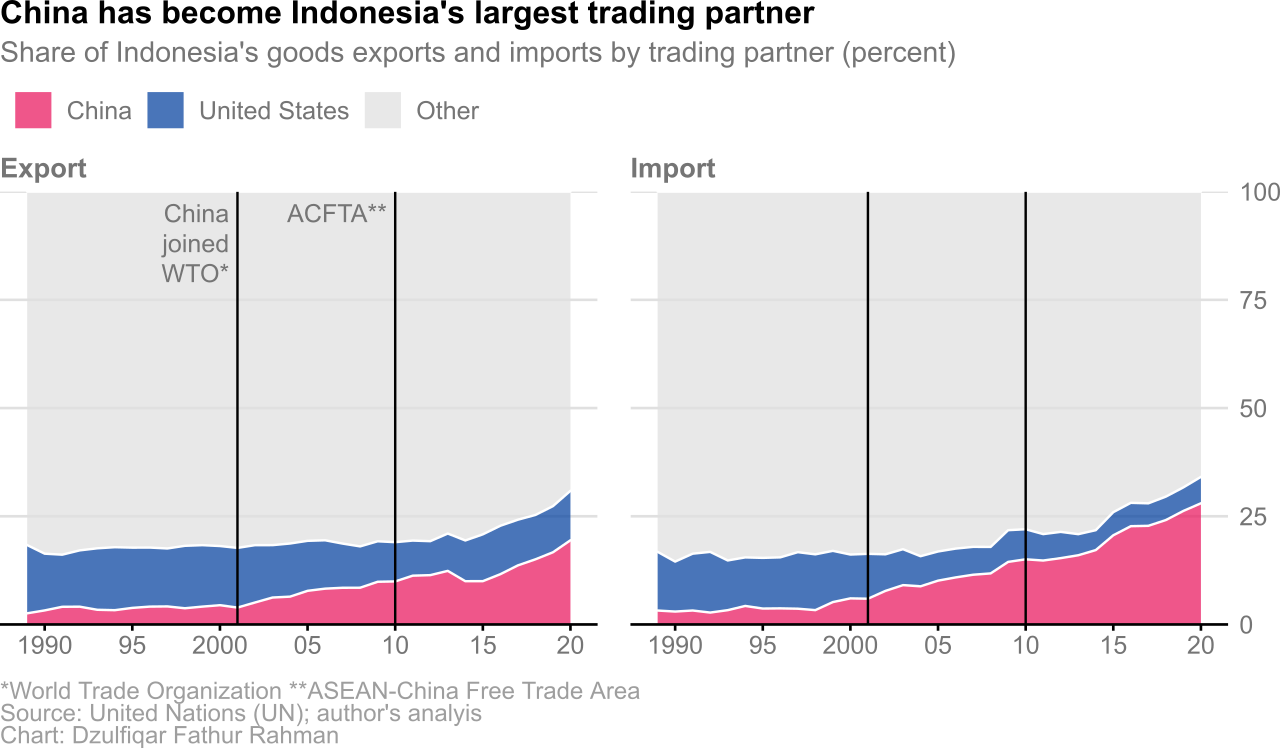 China has become Indonesia's largest trading partner
Share of Indonesia's goods exports and imports by trading partner (percent)
China United States Other
Export
Import
China
joined
WTO*
ACFTA**
100
75
50
25
0
1990 95 2000 05 10 15 20
1990 95 2000 05 10 15 20
*World Trade Organization **ASEAN-China Free Trade Area
Source: United Nations (UN); author's analyis
Chart: Dzulfiqar Fathur Rahman